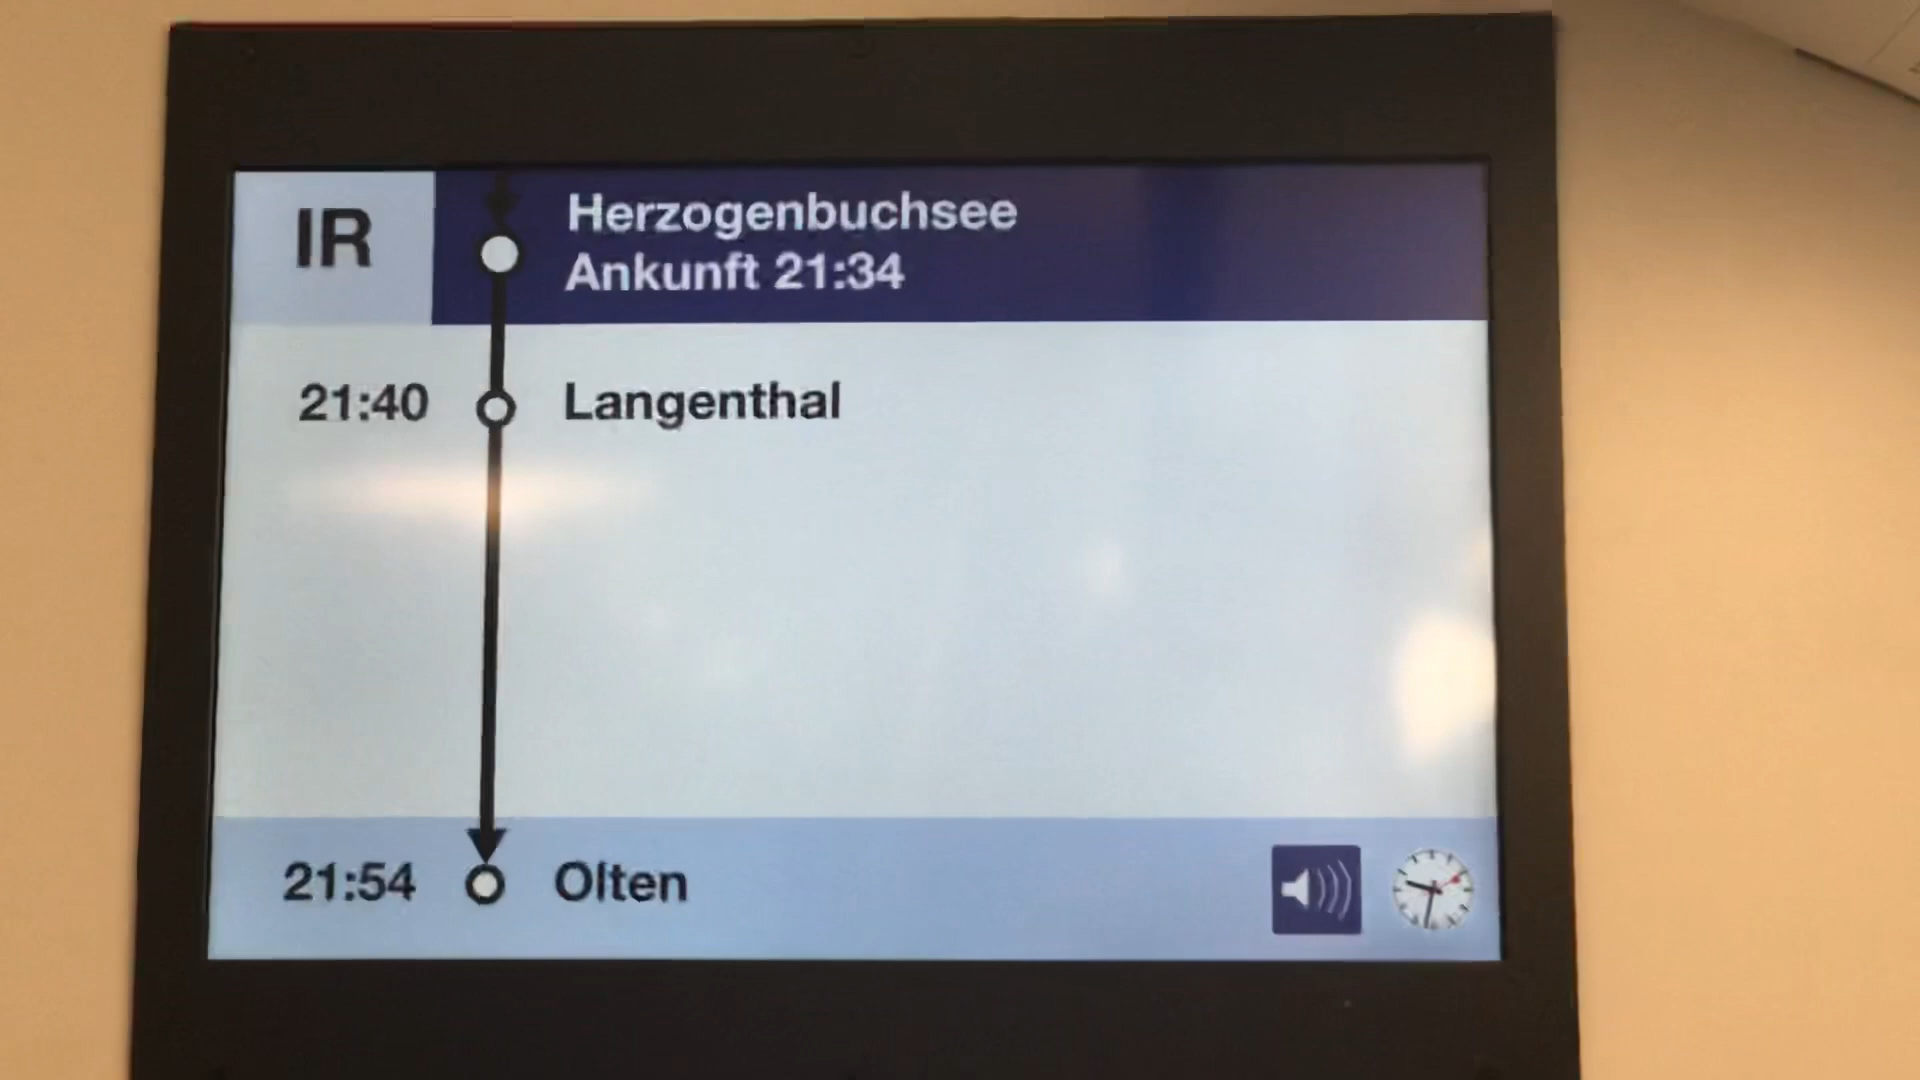 IR
Herzogenbuchsee
Ankunft 21:34
21:40 Langenthal
21:54 Olten